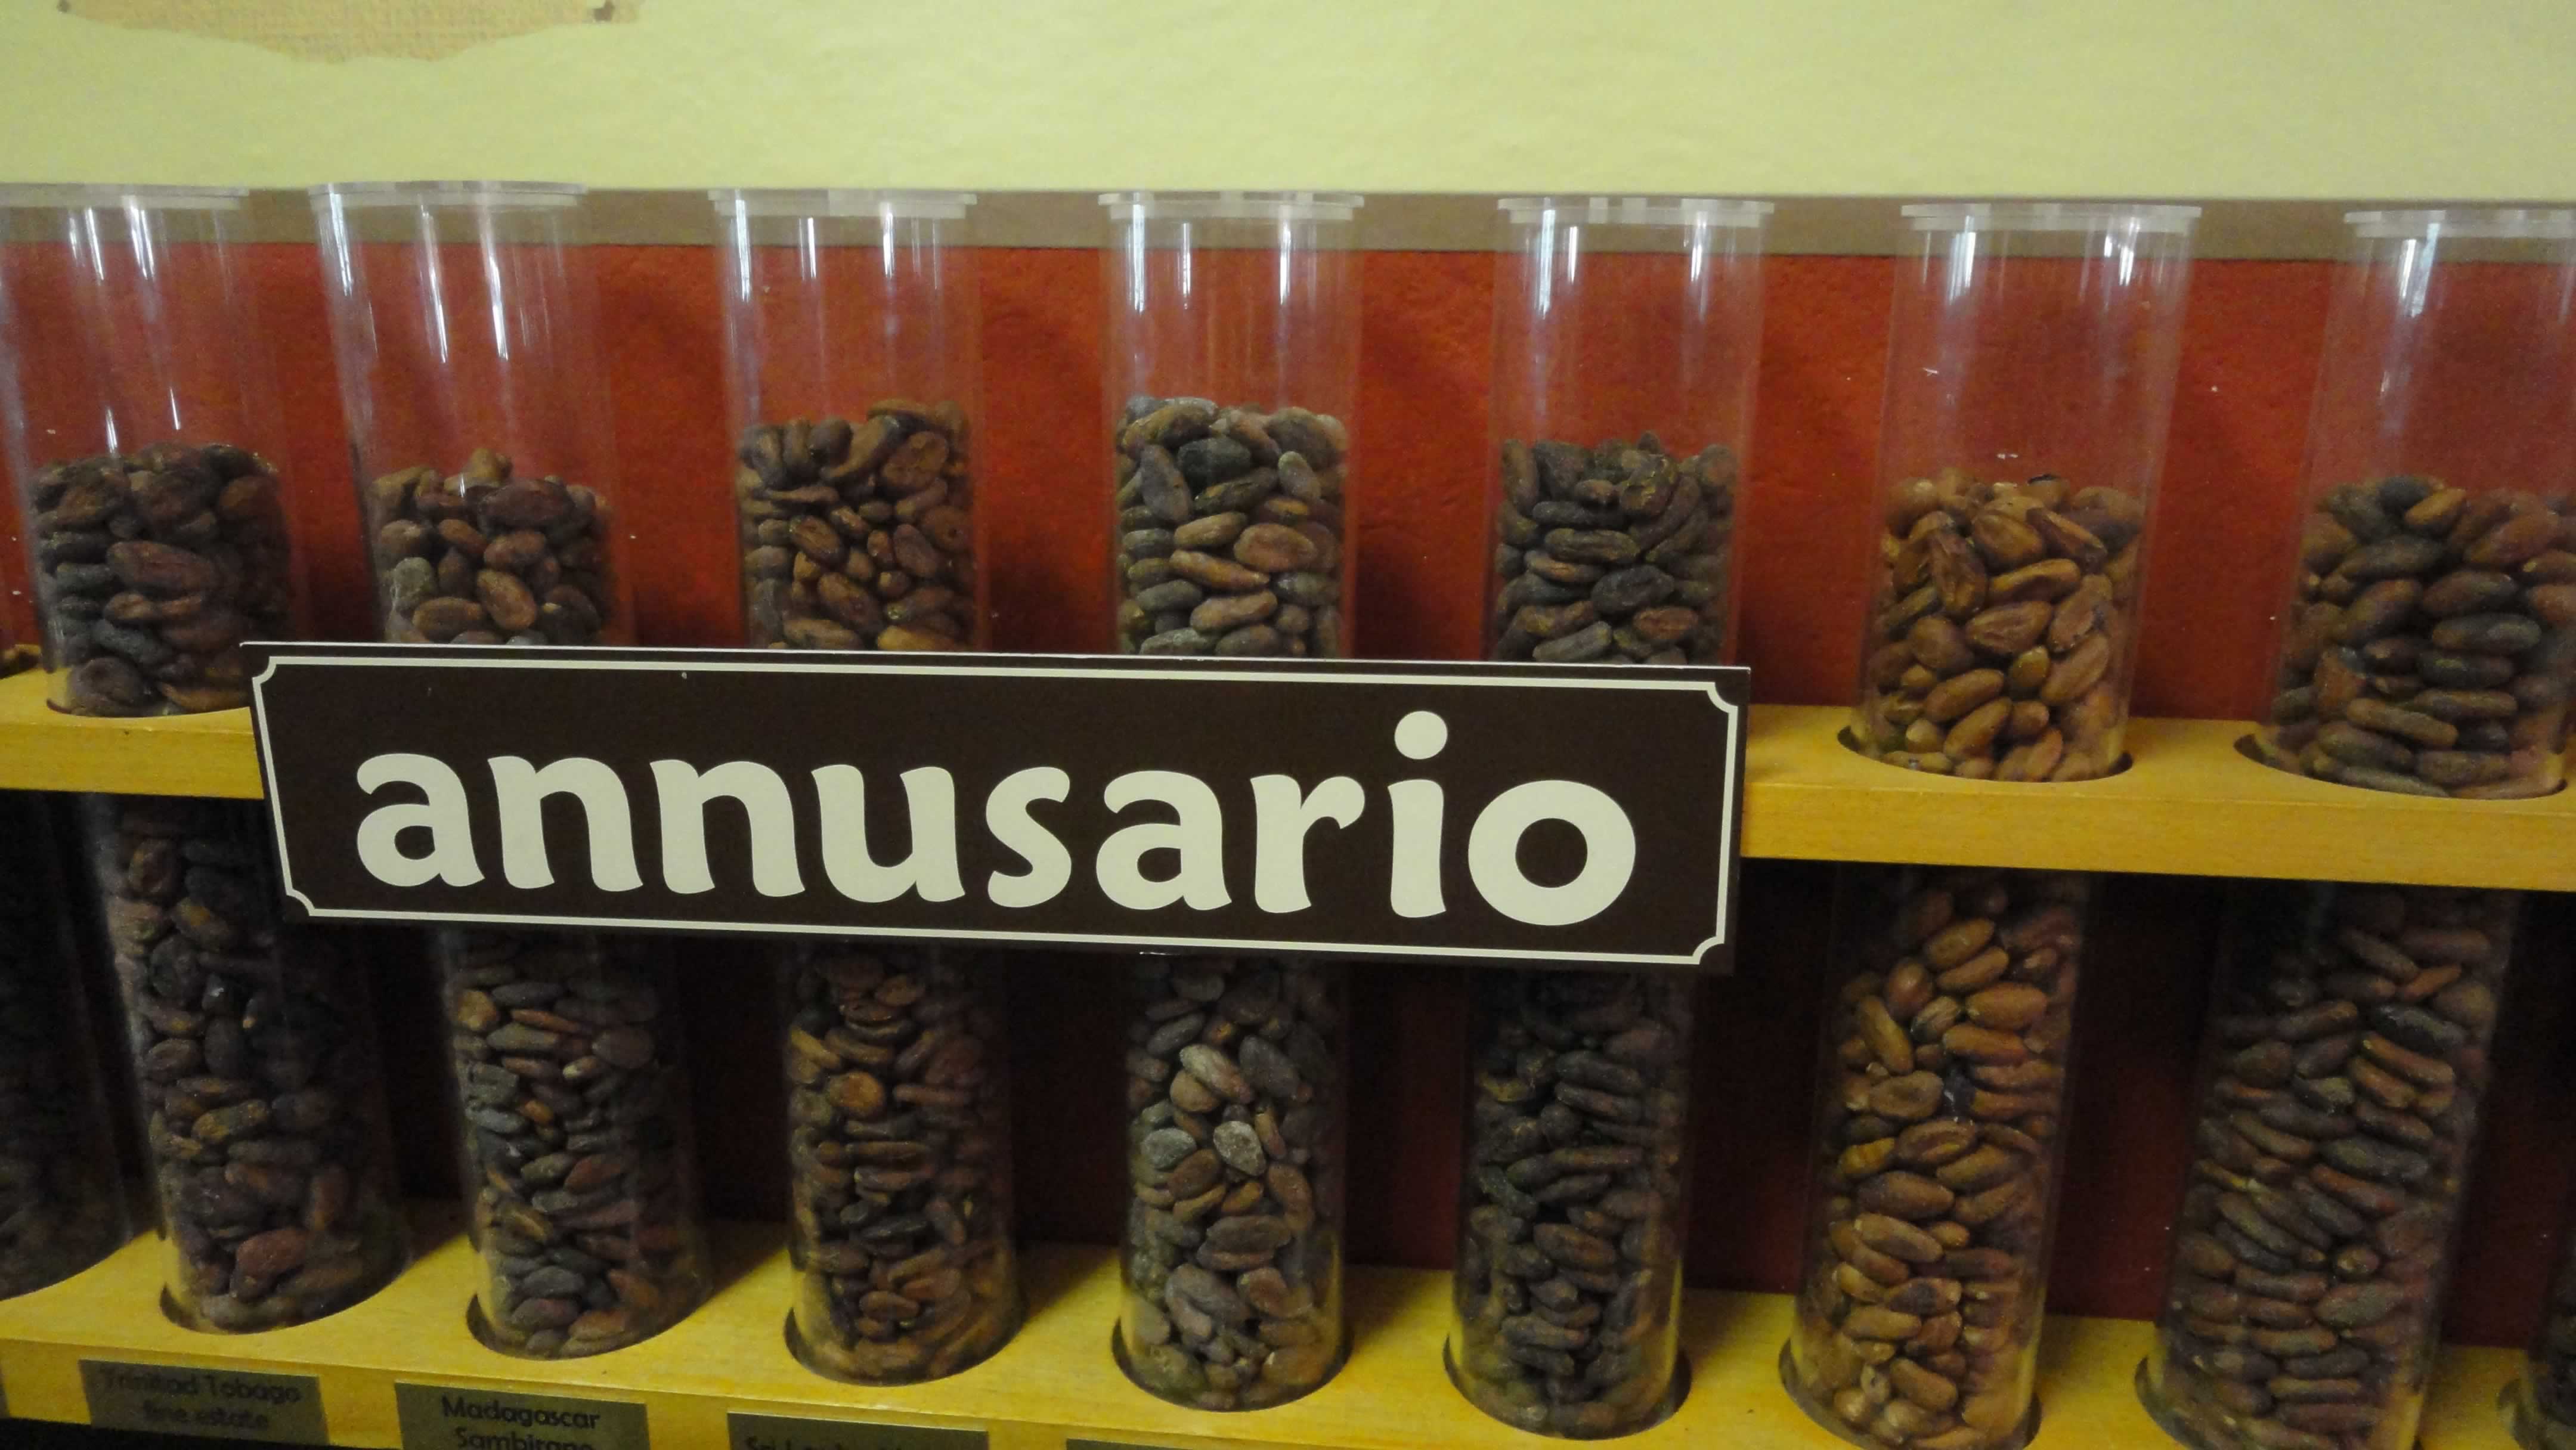 annusario
Trinidad Tobago
fine estate
Madagascar
Sambirano